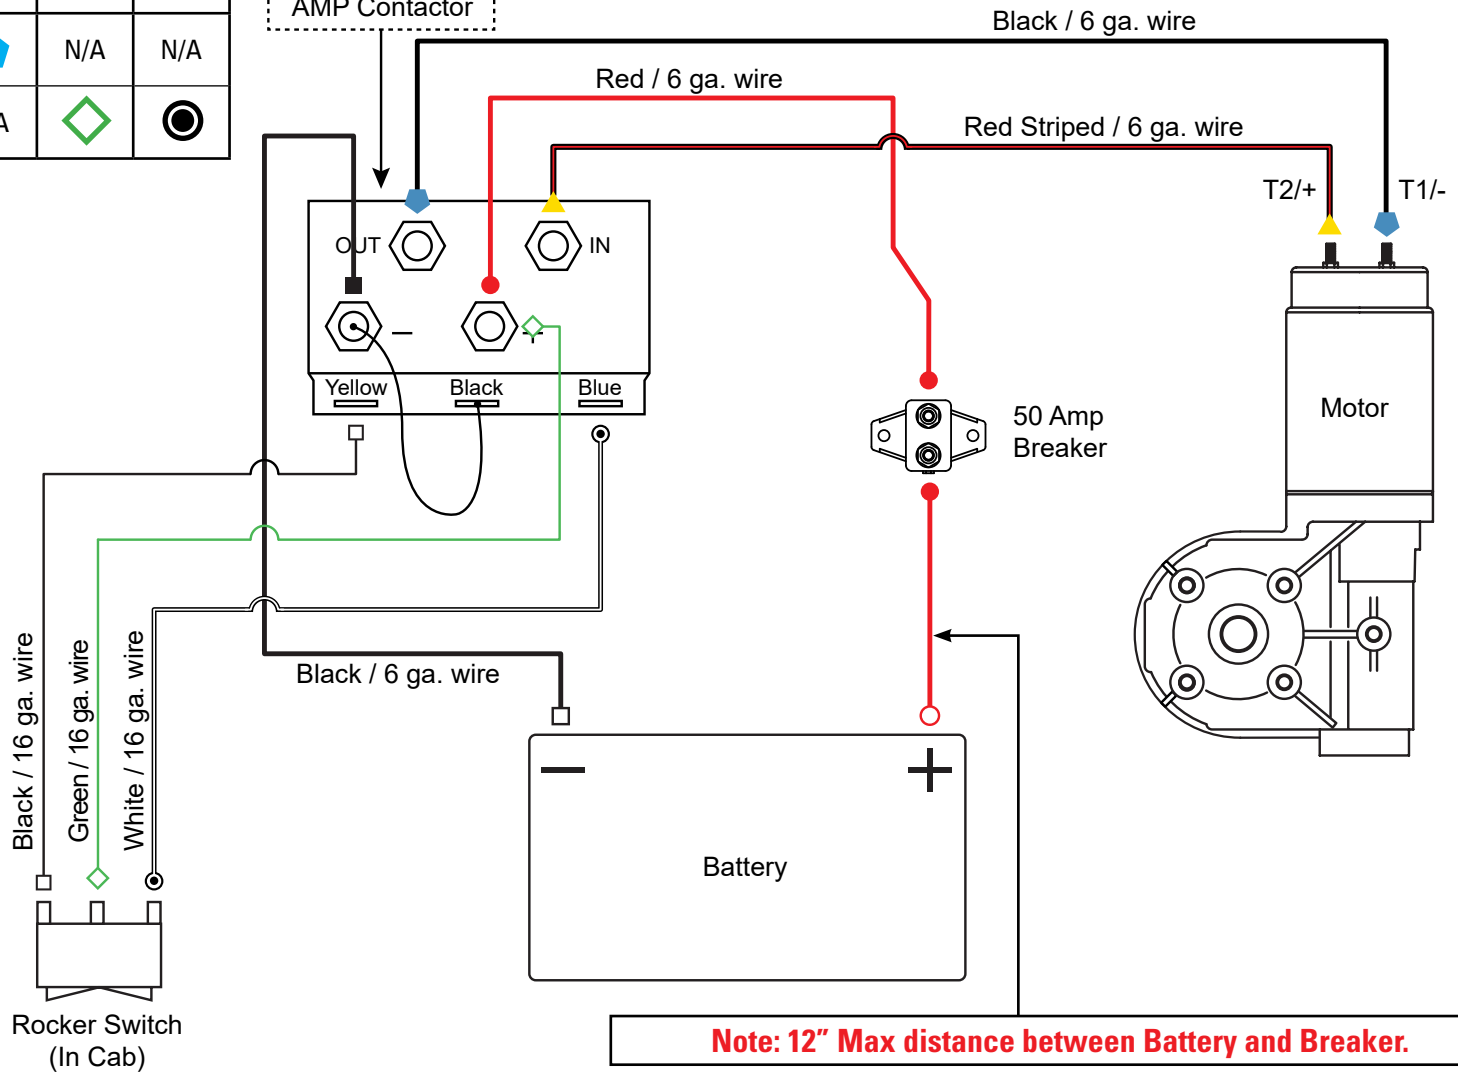 AMP Contactor
N/A N/A
A
Black / 6 ga. wire
Red / 6 ga. wire
Red Striped / 6 ga. wire
T2/+ T1/-
OUT IN
− +
Yellow Black Blue
50 Amp
Breaker
Motor
Black / 16 ga. wire
Green / 16 ga. wire
White / 16 ga. wire
Black / 6 ga. wire
− +
Battery
Rocker Switch
(In Cab)
Note: 12″ Max distance between Battery and Breaker.